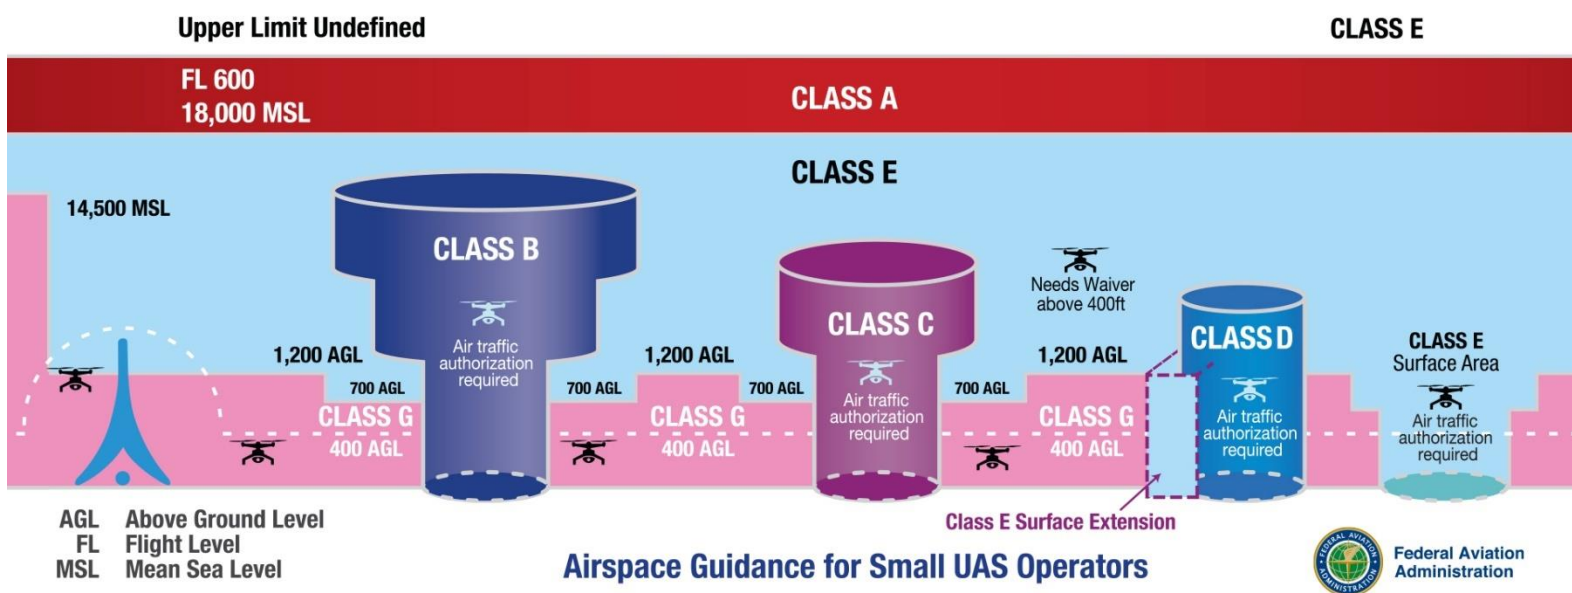 Upper Limit Undefined
CLASS E
FL 600
18,000 MSL
CLASS A
CLASS E
14,500 MSL
CLASS B
Air traffic
authorization
required
CLASS C
Air traffic
authorization
required
Needs Waiver
above 400ft
CLASS D
Air traffic
authorization
required
CLASS E
Surface Area
Air traffic
authorization
required
1,200 AGL
700 AGL
CLASS G
400 AGL
700 AGL
1,200 AGL
CLASS G
400 AGL
700 AGL
700 AGL
1,200 AGL
CLASS G
400 AGL
Class E Surface Extension
AGL Above Ground Level
FL Flight Level
MSL Mean Sea Level
Airspace Guidance for Small UAS Operators
FEDERAL AVIATION
ADMINISTRATION
Federal Aviation
Administration